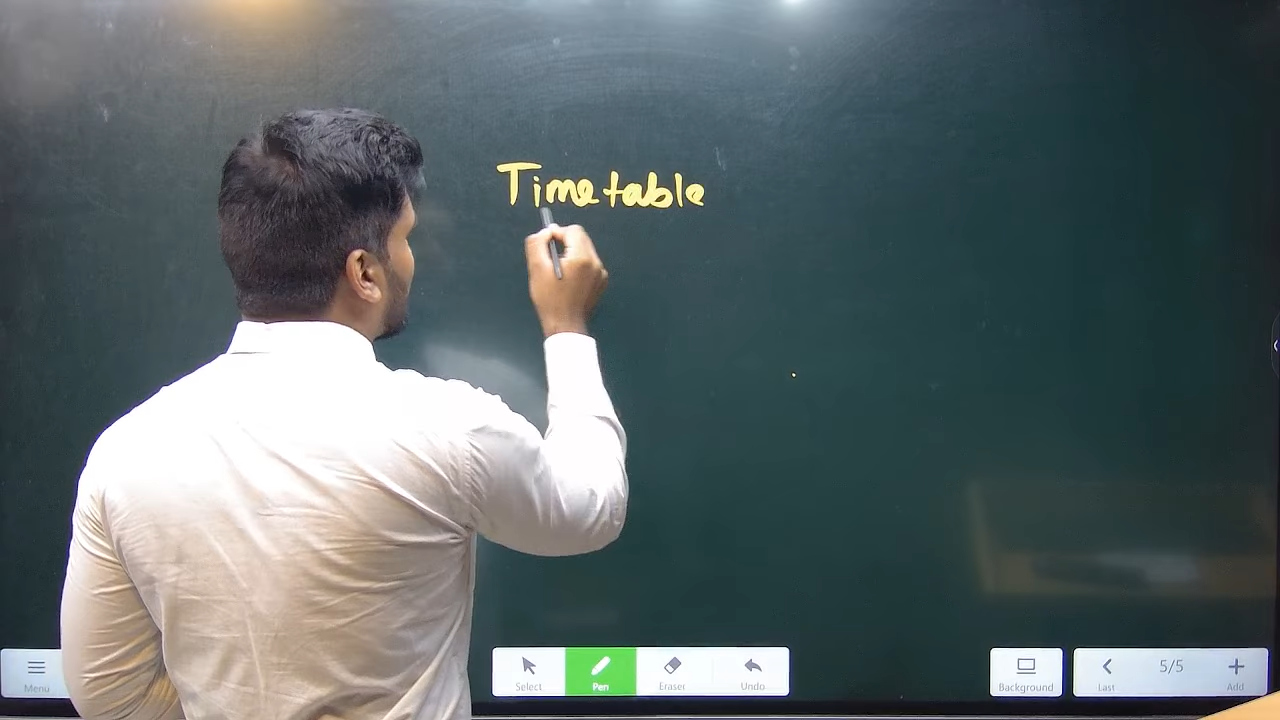 Timetable
Menu
Select
Pen
Eraser
Undo
Background
Last
5/5
Add